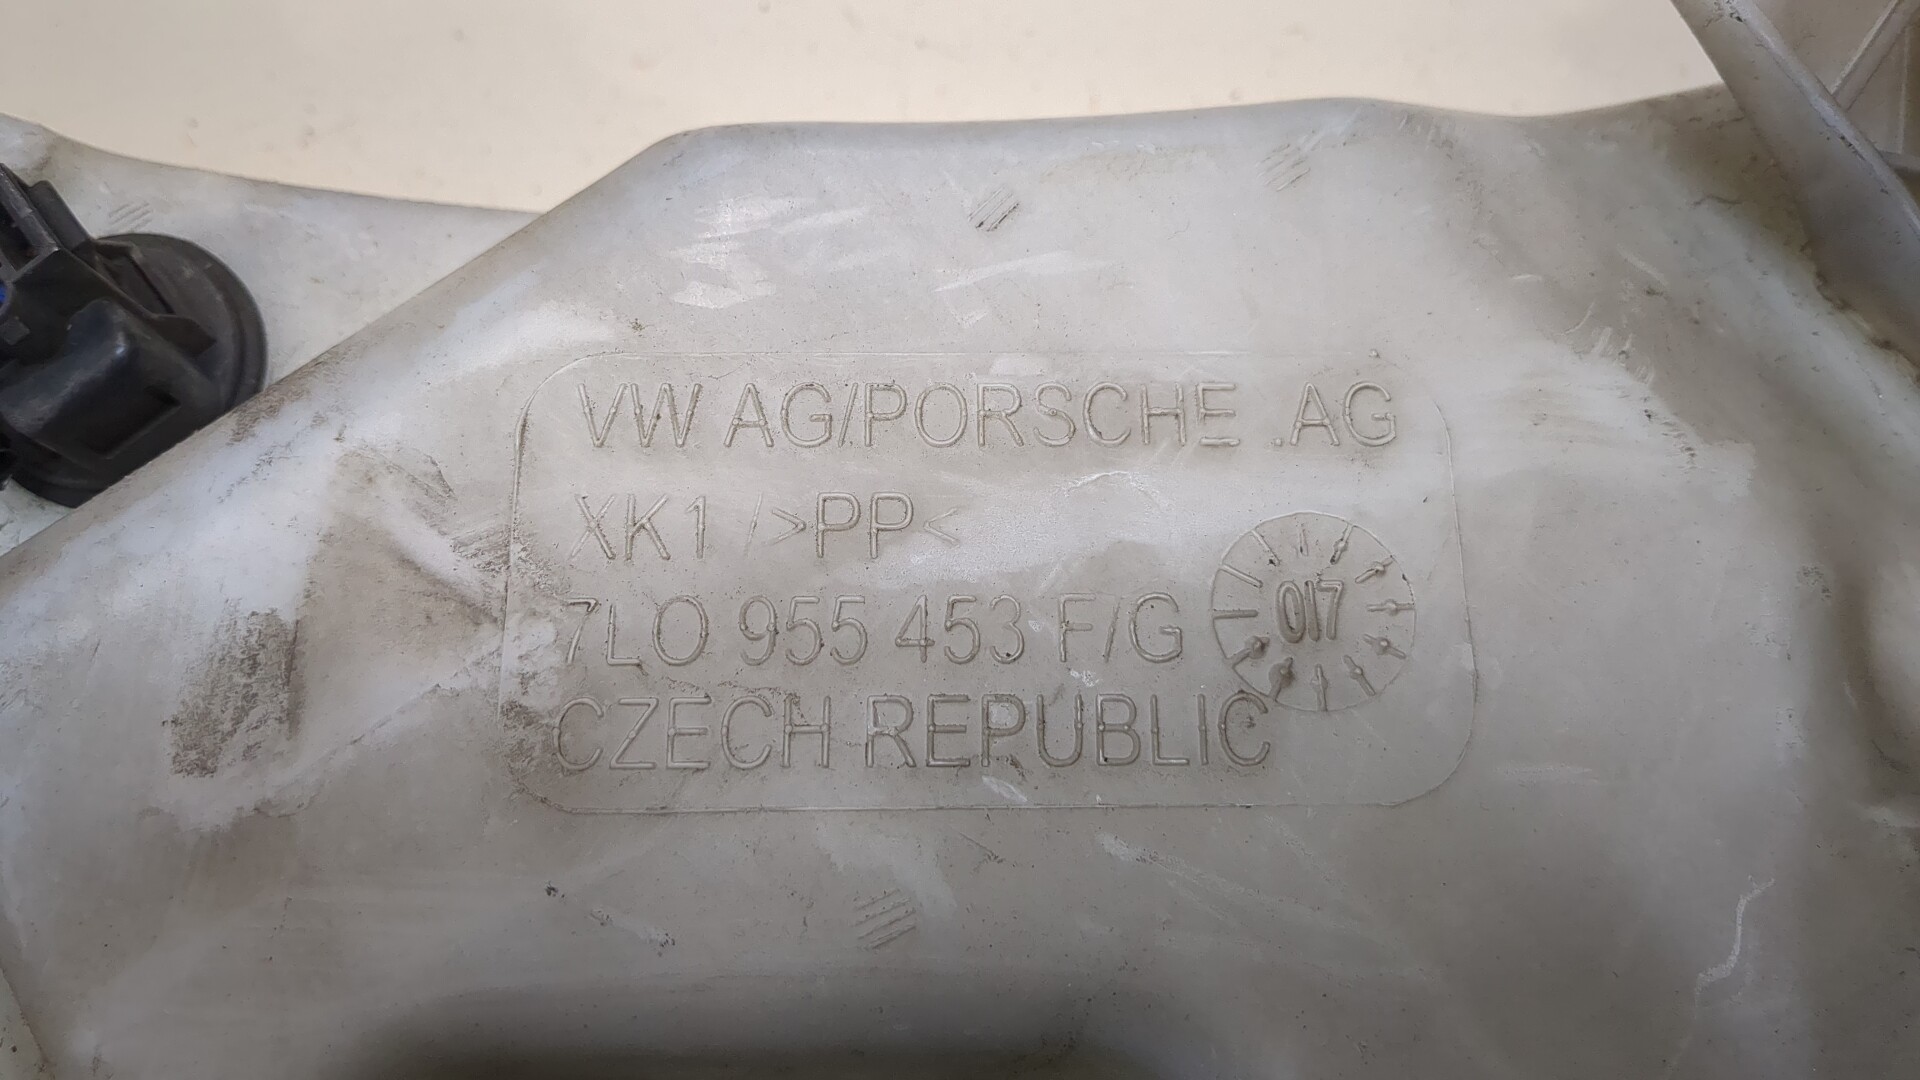 VW AG/PORSCHE .AG
XK1 />PP<
7L0 955 453 F/G
017
CZECH REPUBLIC